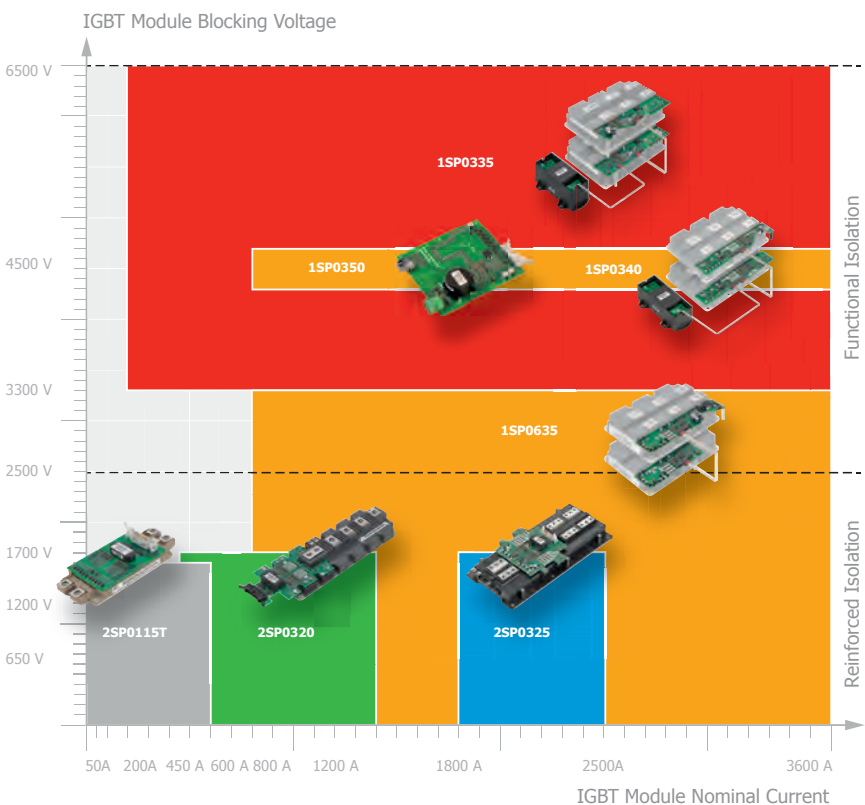 IGBT Module Blocking Voltage
6500 V
1SP0335
4500 V
1SP0350
1SP0340
Functional Isolation
3300 V
1SP0635
2500 V
1700 V
1200 V
2SP0115T
2SP0320
2SP0325
650 V
Reinforced Isolation
50A 200A 450 A 600 A 800 A 1200 A 1800 A 2500A 3600 A
IGBT Module Nominal Current